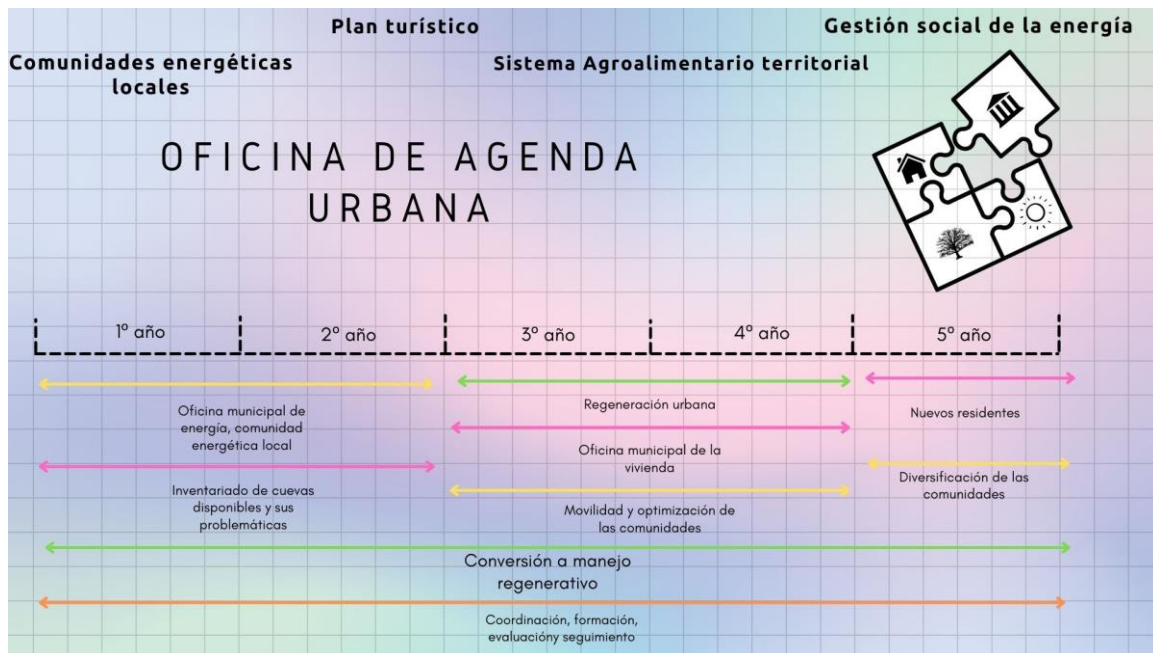 Plan turístico
Gestión social de la energía
Comunidades energéticas
locales
Sistema Agroalimentario territorial
OFICINA DE AGENDA
URBANA
1º año
2º año
3º año
4º año
5º año
Oficina municipal de
energía, comunidad
energética local
Regeneración urbana
Nuevos residentes
Oficina municipal de la
vivienda
Inventariado de cuevas
disponibles y sus
problemáticas
Movilidad y optimización de
las comunidades
Diversificación de las
comunidades
Conversión a manejo
regenerativo
Coordinación, formación,
evaluacióny seguimiento